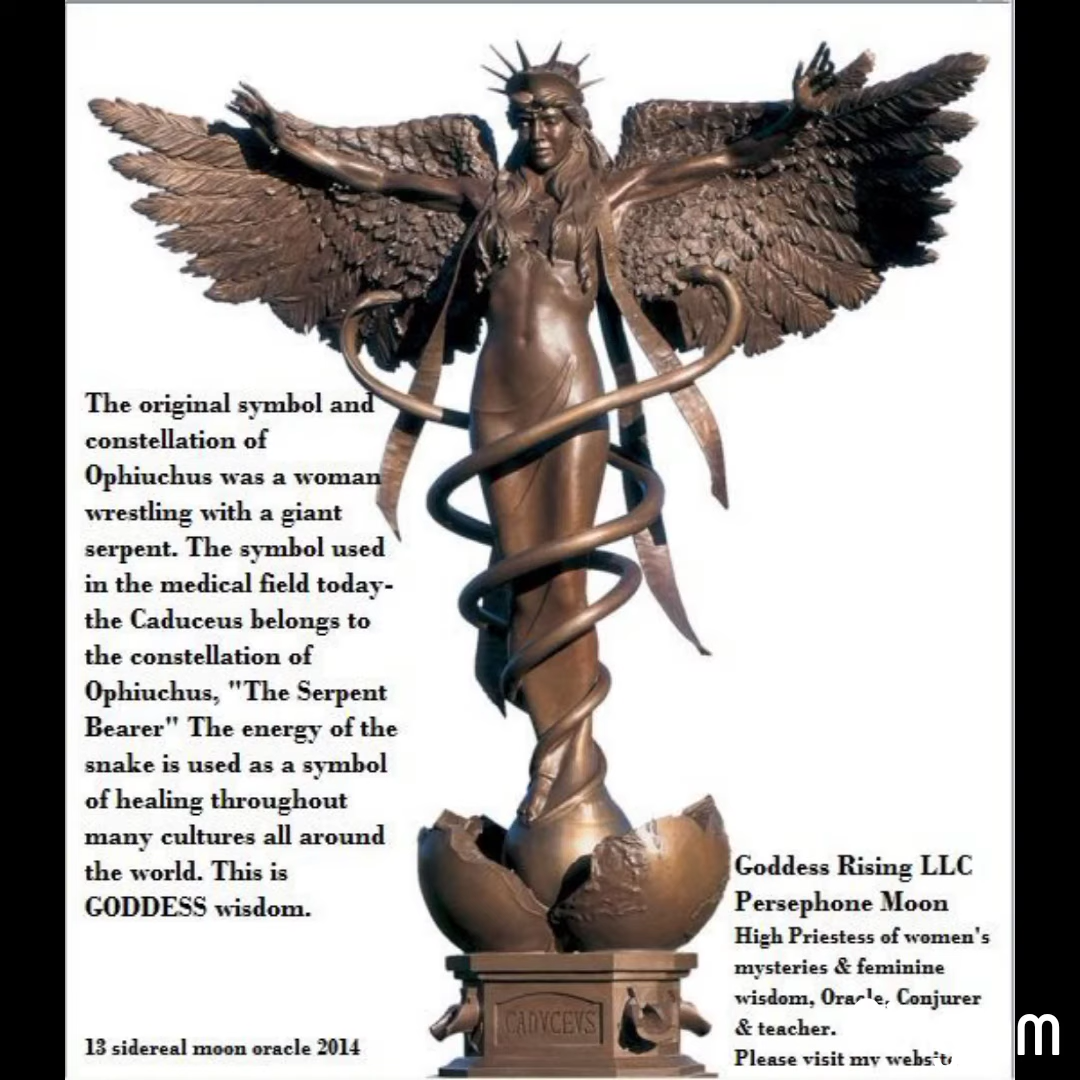 The original symbol and
constellation of
Ophiuchus was a woman
wrestling with a giant
serpent. The symbol used
in the medical field today-
the Caduceus belongs to
the constellation of
Ophiuchus, "The Serpent
Bearer" The energy of the
snake is used as a symbol
of healing throughout
many cultures all around
the world. This is
GODDESS wisdom.
13 sidereal moon oracle 2014
CADVCEVS
Goddess Rising LLC
Persephone Moon
High Priestess of women's
mysteries & feminine
wisdom, Oracle, Conjurer
& teacher.
Please visit my website
m